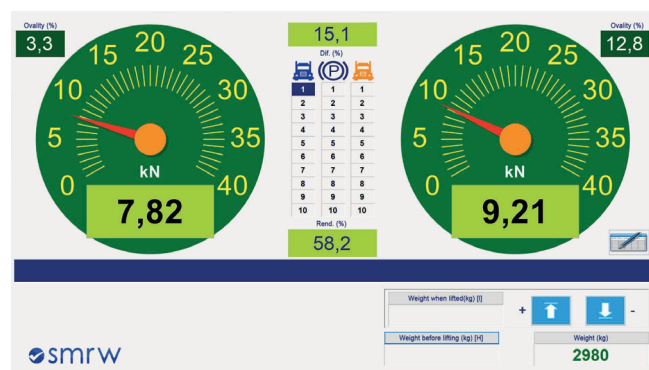 Ovality (%)
3,3
0
5
10
15
20
25
30
35
40
kN
7,82
15,1
Dif. (%)
(P)
1 1 1
2 2 2
3 3 3
4 4 4
5 5 5
6 6 6
7 7 7
8 8 8
9 9 9
10 10 10
Rend. (%)
58,2
Ovality (%)
12,8
0
5
10
15
20
25
30
35
40
kN
9,21
Weight when lifted(kg) [I]
+
-
Weight before lifting (kg) [H]
Weight (kg)
2980
smrw